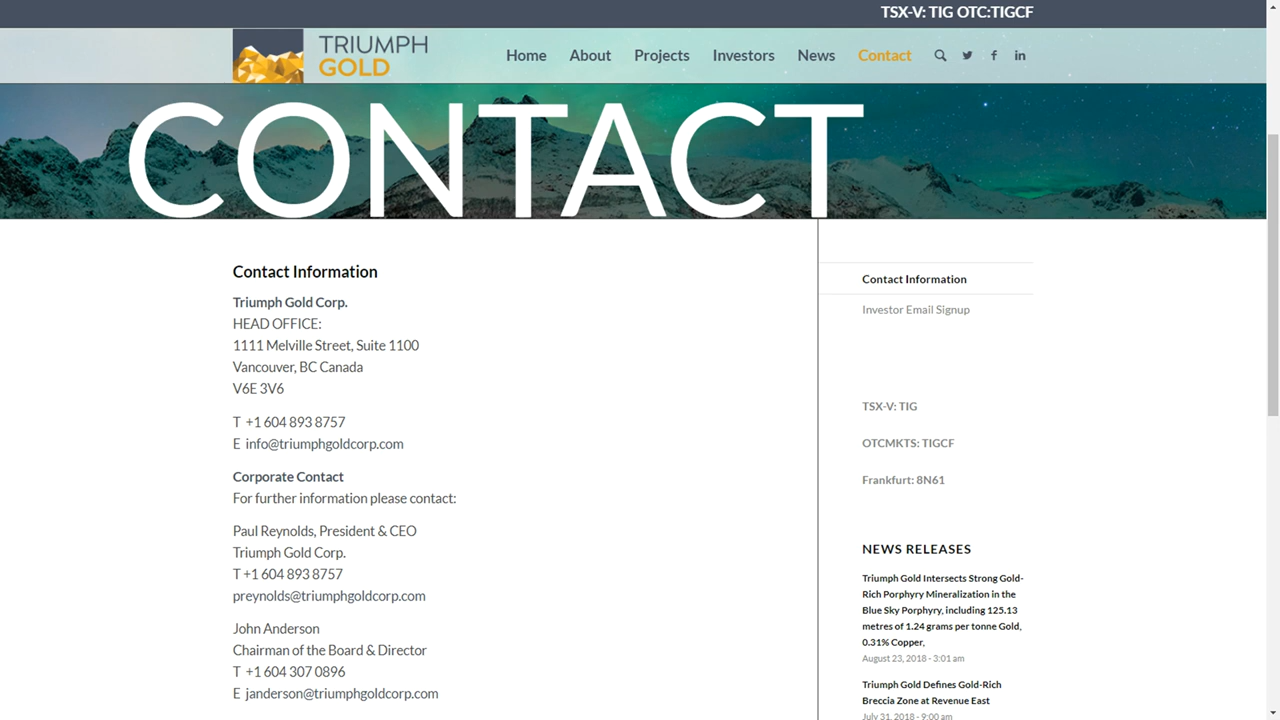 TSX-V: TIG OTC:TIGCF
TRIUMPH
GOLD
Home About Projects Investors News Contact
CONTACT
Contact Information
Triumph Gold Corp.
HEAD OFFICE:
1111 Melville Street, Suite 1100
Vancouver, BC Canada
V6E 3V6
T +1 604 893 8757
E info@triumphgoldcorp.com
Corporate Contact
For further information please contact:
Paul Reynolds, President & CEO
Triumph Gold Corp.
T +1 604 893 8757
preynolds@triumphgoldcorp.com
John Anderson
Chairman of the Board & Director
T +1 604 307 0896
E janderson@triumphgoldcorp.com
Contact Information
Investor Email Signup
TSX-V: TIG
OTCMKTS: TIGCF
Frankfurt: 8N61
NEWS RELEASES
Triumph Gold Intersects Strong Gold-
Rich Porphyry Mineralization in the
Blue Sky Porphyry, including 125.13
metres of 1.24 grams per tonne Gold,
0.31% Copper,
August 23, 2018 - 3:01 am
Triumph Gold Defines Gold-Rich
Breccia Zone at Revenue East
July 31, 2018 - 9:00 am